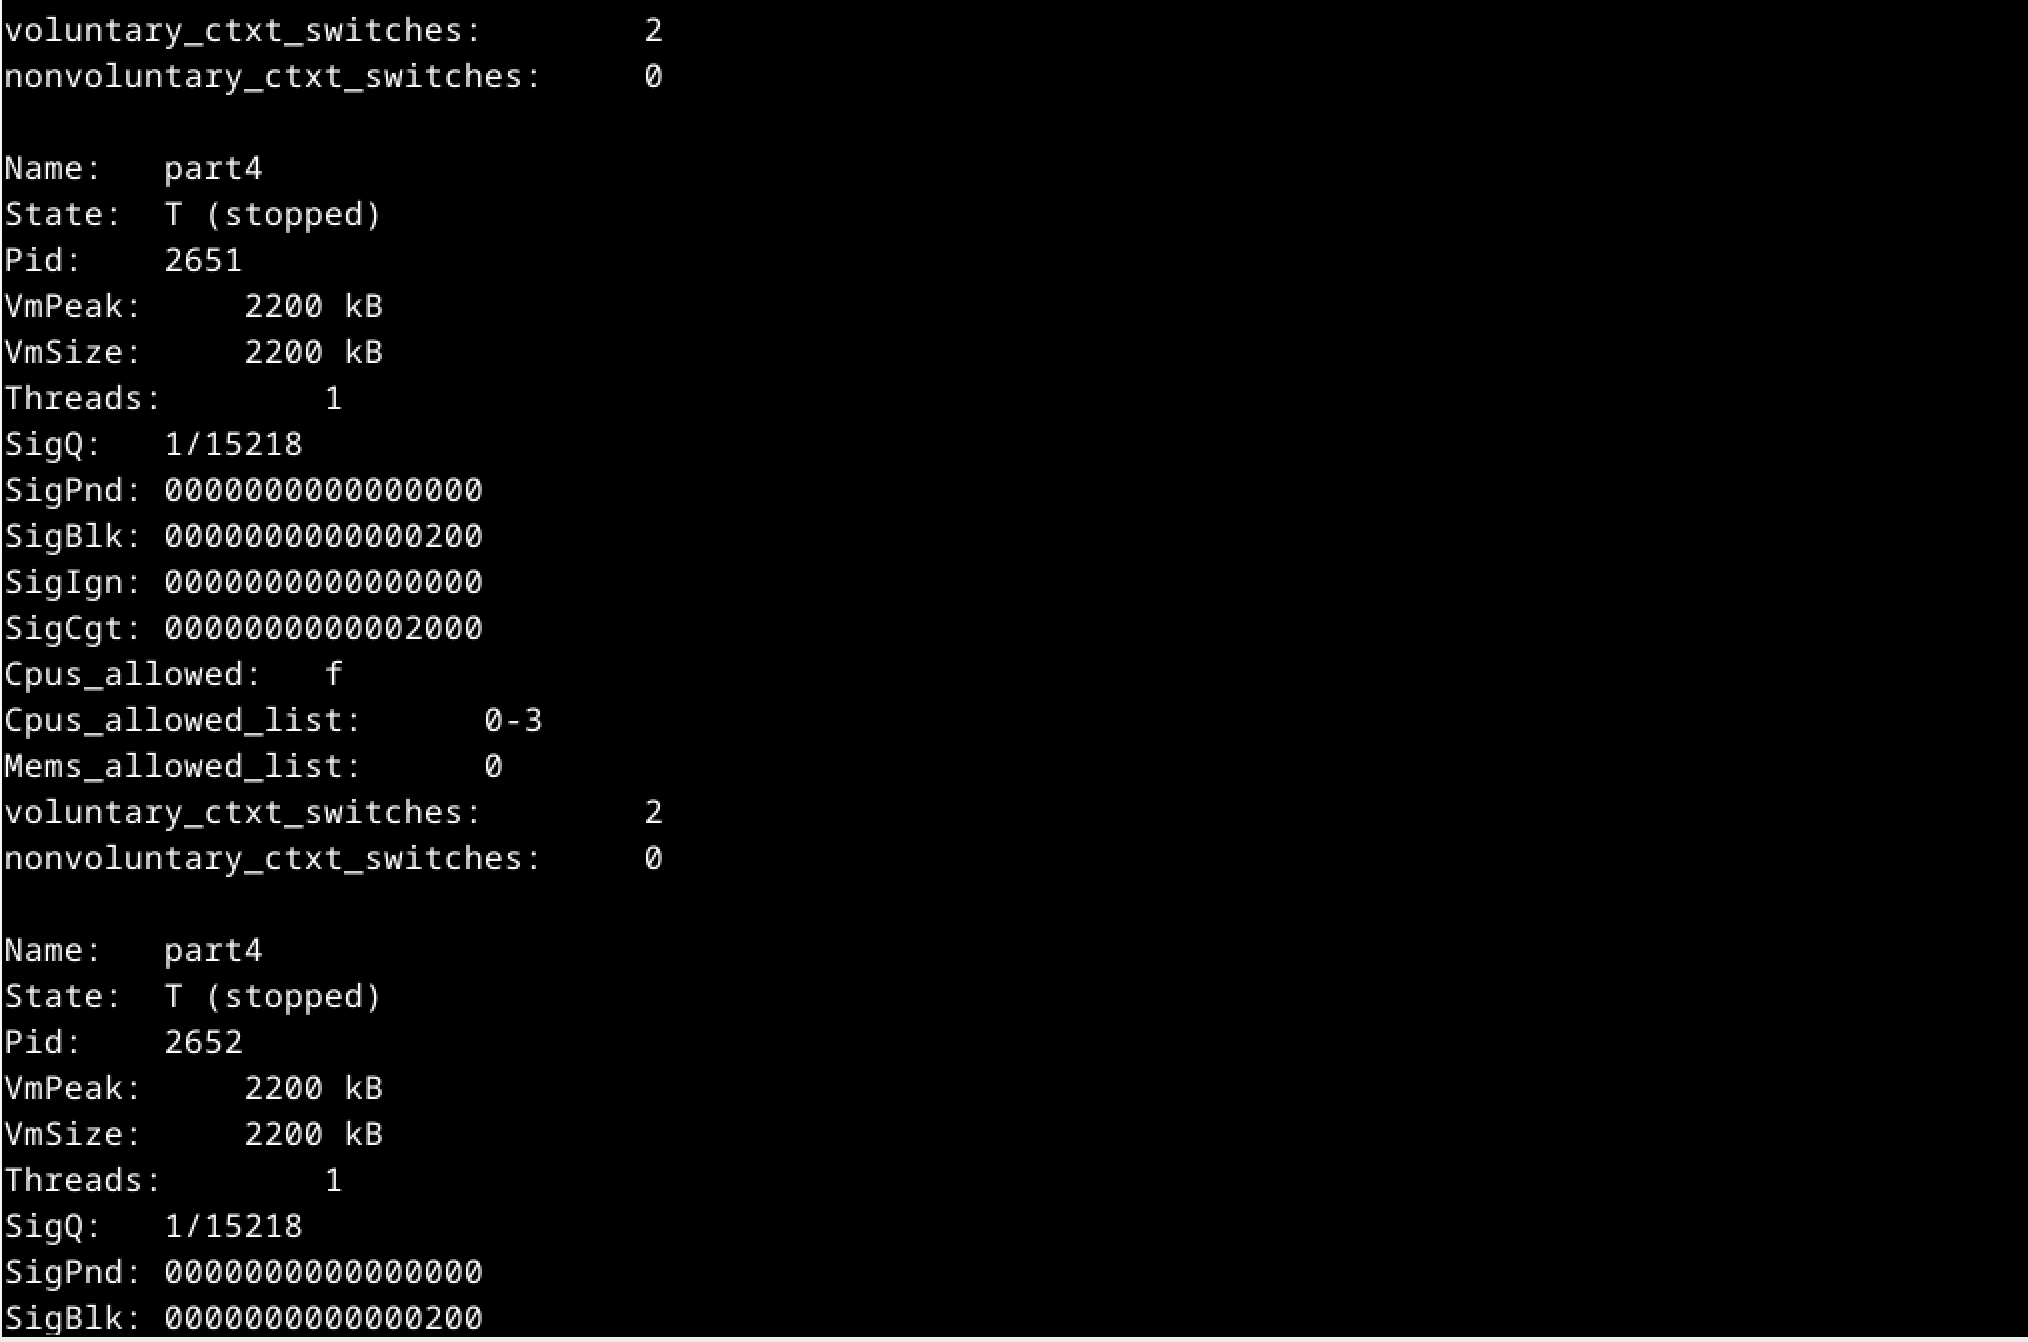 voluntary_ctxt_switches:        2
nonvoluntary_ctxt_switches:     0

Name:   part4
State:  T (stopped)
Pid:    2651
VmPeak:     2200 kB
VmSize:     2200 kB
Threads:        1
SigQ:   1/15218
SigPnd: 0000000000000000
SigBlk: 0000000000000200
SigIgn: 0000000000000000
SigCgt: 0000000000002000
Cpus_allowed:   f
Cpus_allowed_list:      0-3
Mems_allowed_list:      0
voluntary_ctxt_switches:        2
nonvoluntary_ctxt_switches:     0

Name:   part4
State:  T (stopped)
Pid:    2652
VmPeak:     2200 kB
VmSize:     2200 kB
Threads:        1
SigQ:   1/15218
SigPnd: 0000000000000000
SigBlk: 0000000000000200